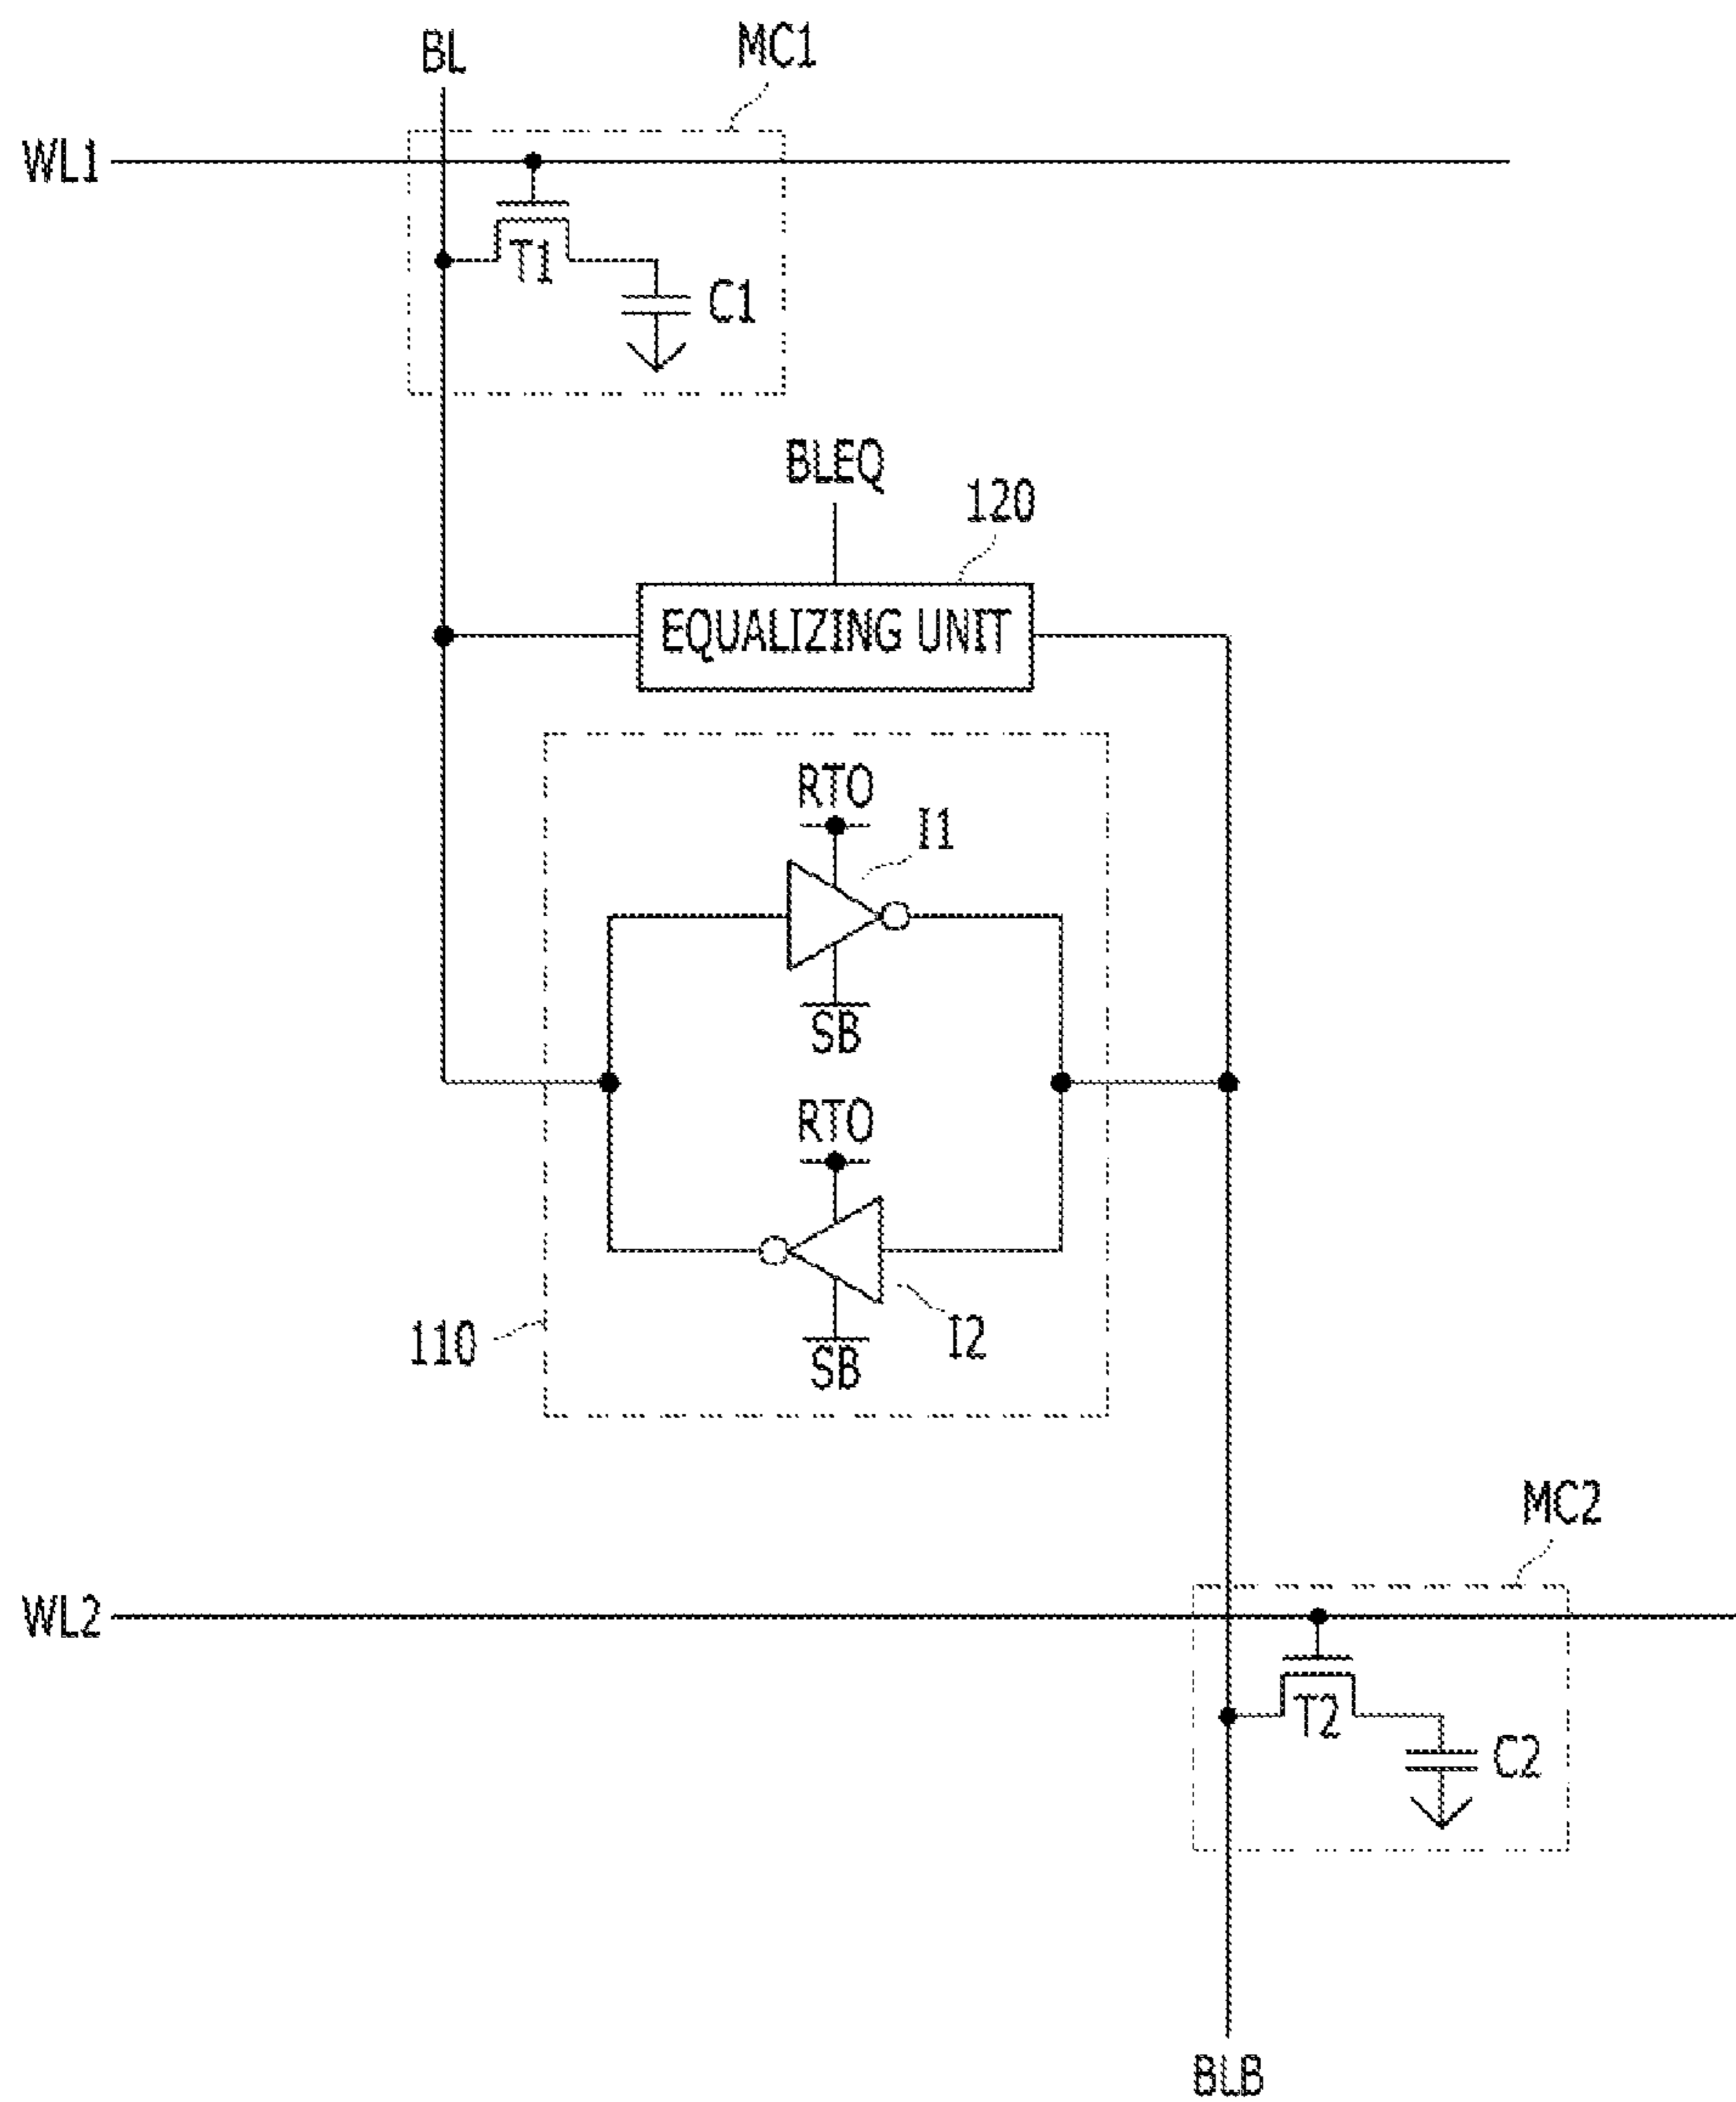 BL
MC1
WL1
T1
C1
BLEQ
120
EQUALIZING UNIT
RTO
I1
SB
RTO
110
I2
SB
MC2
WL2
T2
C2
BLB